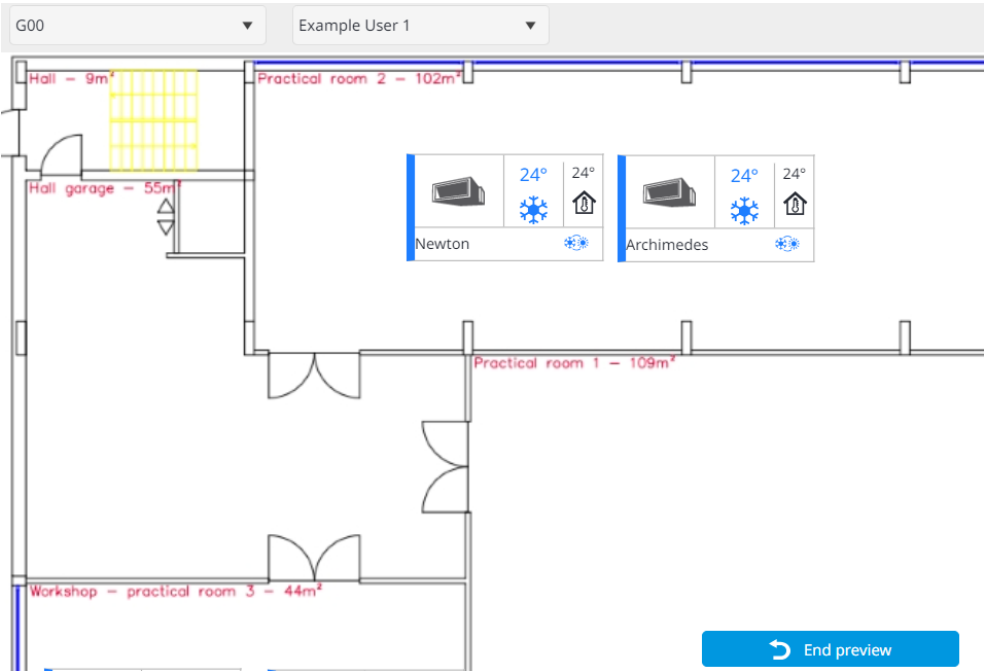 G00
Example User 1
Hall – 9m²
Practical room 2 – 102m²
Hall garage – 55m²
24°
24°
Newton
24°
24°
Archimedes
Practical room 1 – 109m²
Workshop – practical room 3 – 44m²
End preview